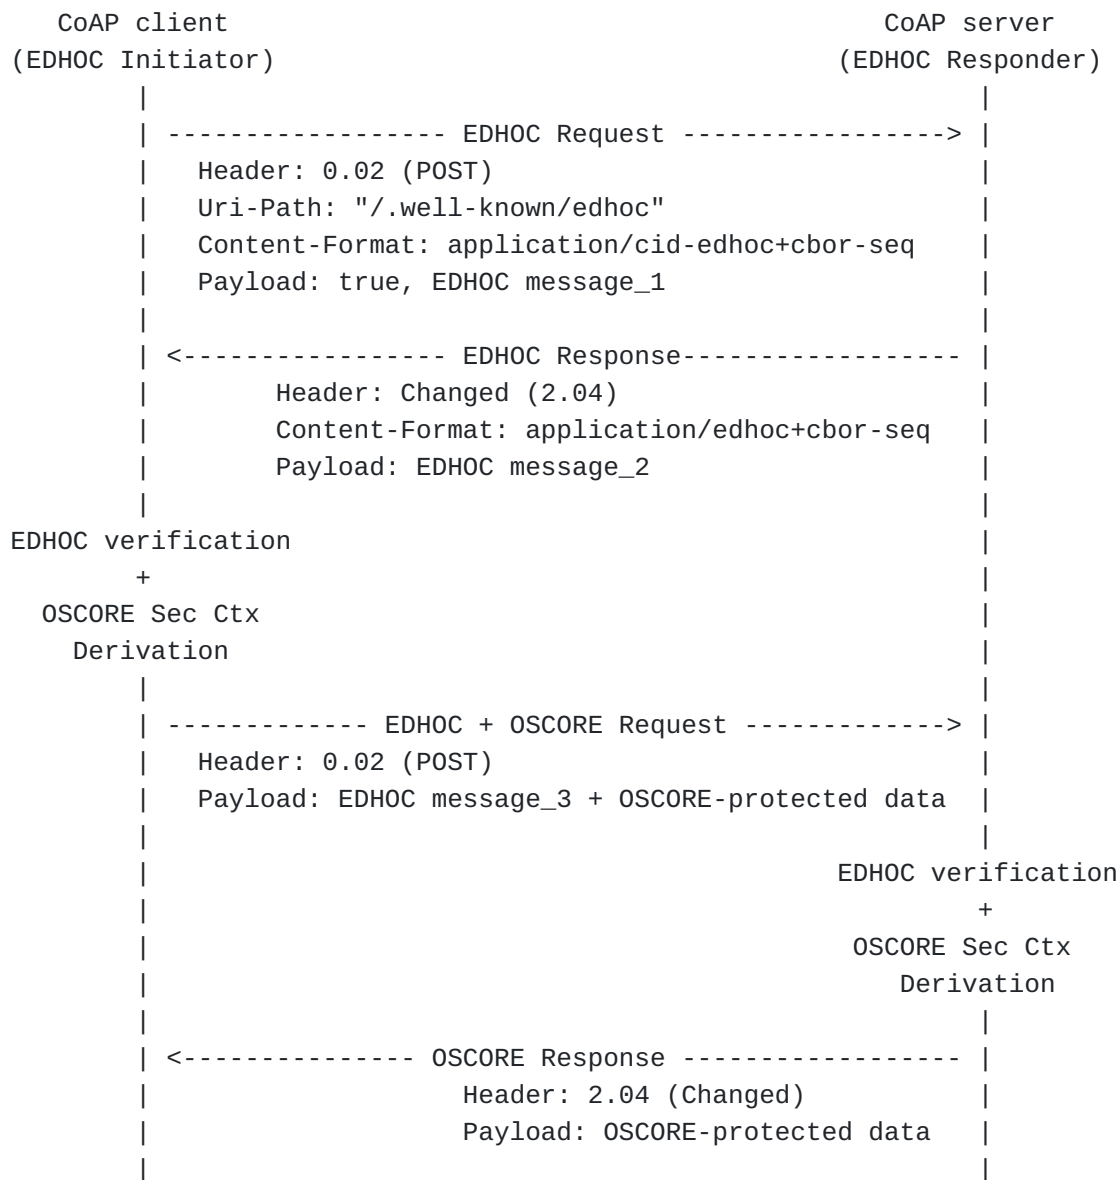 CoAP client                                          CoAP server
(EDHOC Initiator)                                    (EDHOC Responder)
        |                                                      |
        | ------------------ EDHOC Request -----------------> |
        |   Header: 0.02 (POST)                                |
        |   Uri-Path: "/.well-known/edhoc"                     |
        |   Content-Format: application/cid-edhoc+cbor-seq     |
        |   Payload: true, EDHOC message_1                     |
        |                                                      |
        | <----------------- EDHOC Response------------------ |
        |        Header: Changed (2.04)                        |
        |        Content-Format: application/edhoc+cbor-seq    |
        |        Payload: EDHOC message_2                      |
        |                                                      |
EDHOC verification                                             |
        +                                                      |
  OSCORE Sec Ctx                                               |
    Derivation                                                 |
        |                                                      |
        | ------------- EDHOC + OSCORE Request -------------> |
        |   Header: 0.02 (POST)                                |
        |   Payload: EDHOC message_3 + OSCORE-protected data   |
        |                                                      |
        |                                            EDHOC verification
        |                                                      +
        |                                              OSCORE Sec Ctx
        |                                                Derivation
        |                                                      |
        | <--------------- OSCORE Response ------------------ |
        |                    Header: 2.04 (Changed)            |
        |                    Payload: OSCORE-protected data    |
        |                                                      |